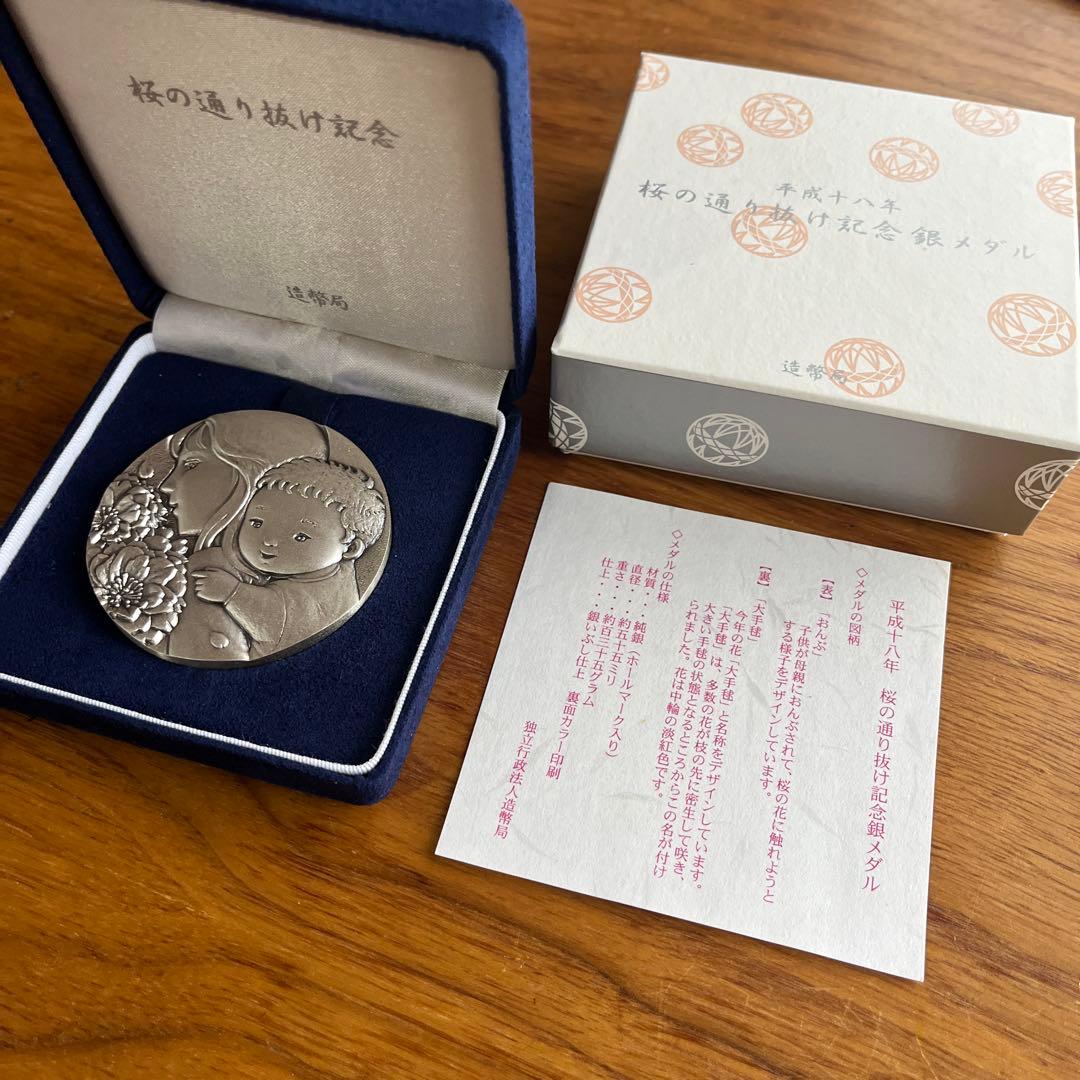 桜の通り抜け記念
造幣局
平成十八年
桜の通り抜け記念銀メダル
造幣局
平成十八年 桜の通り抜け記念銀メダル
◇メダルの図柄
【表】「おんぶ」
子供が母親におんぶされて、桜の花に触れようと
する様子をデザインしています。
【裏】「大手毬」
今年の花「大手毬」と名称をデザインしています。
「大手毬」は、多数の花が枝の先に密生して咲き、
大きい手毬の状態となるところからこの名が付け
られました。花は中輪の淡紅色です。
◇メダルの仕様
材質・・・純銀（ホールマーク入り）
直径・・・約五十五ミリ
重さ・・・約百三十五グラム
仕上・・・銀いぶし仕上 裏面カラー印刷
独立行政法人造幣局